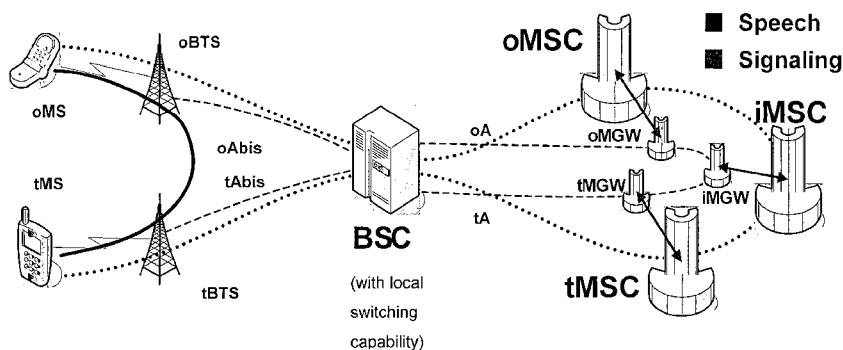 oBTS
oMSC
Speech
Signaling
oMS
iMSC
oA
oMGW
oAbis
tMS
tAbis
tMGW
iMGW
BSC
tA
(with local
switching
capability)
tBTS
tMSC